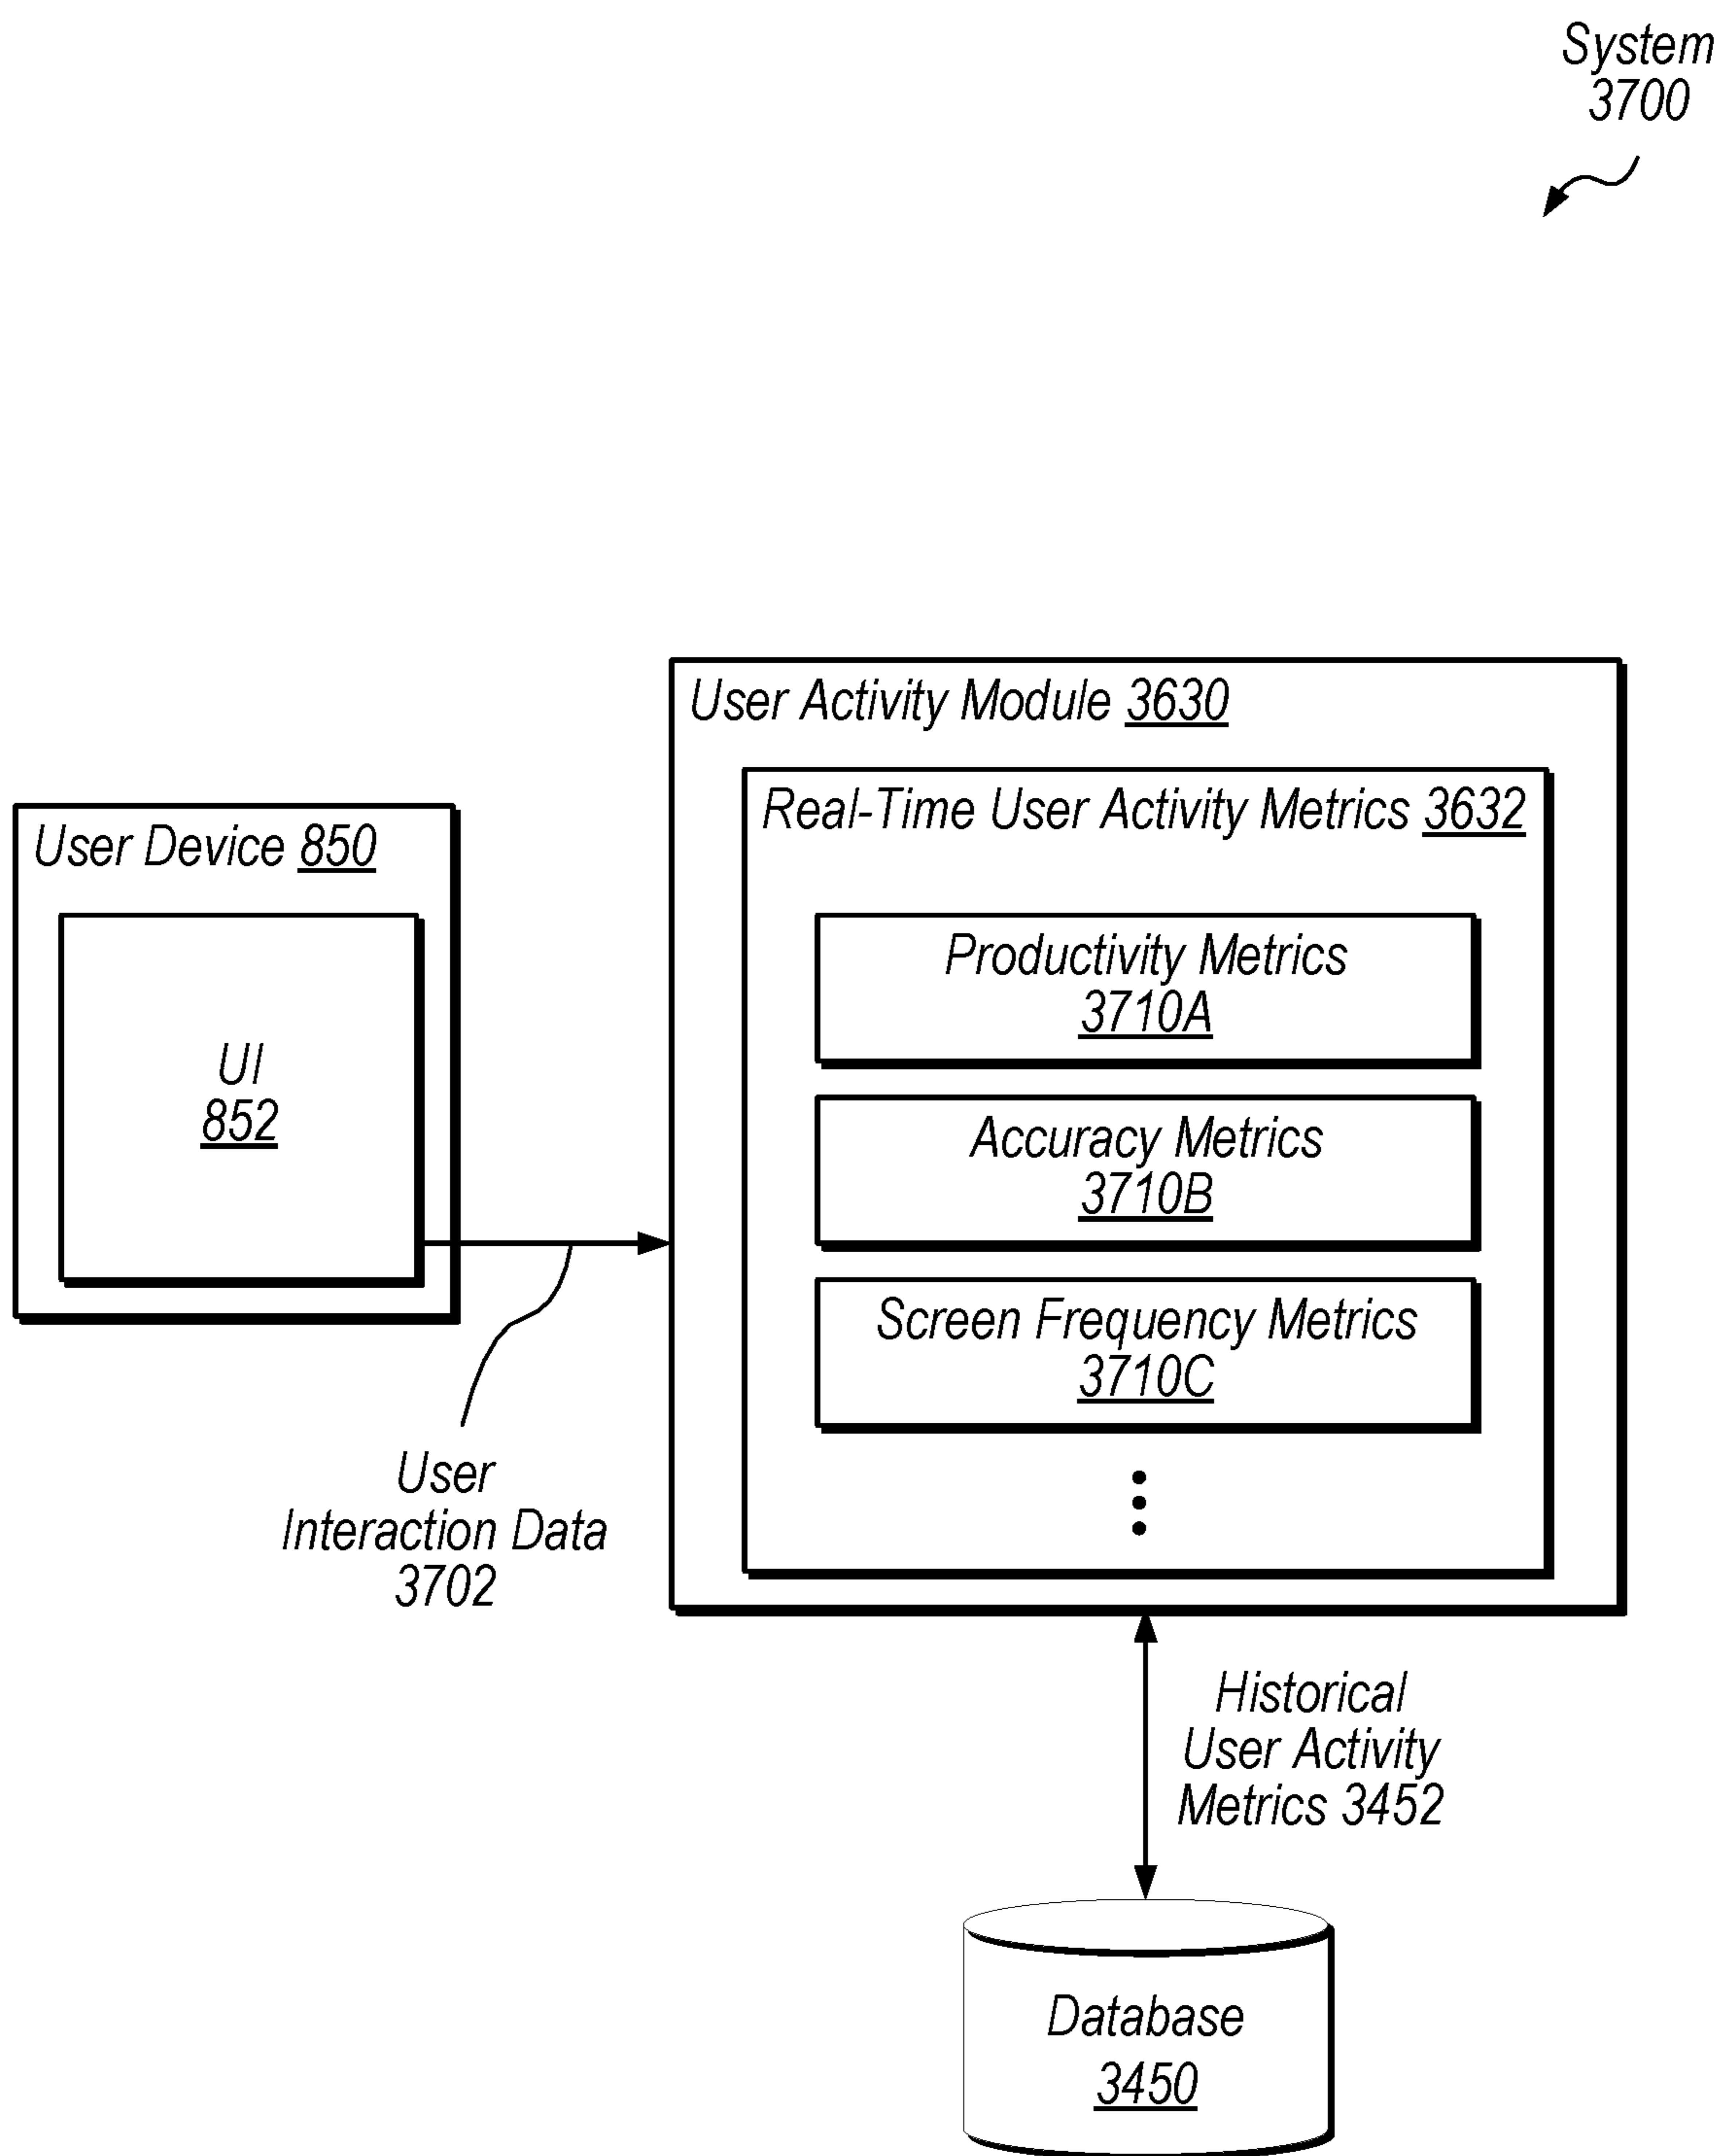 System
3700
User Activity Module 3630
Real-Time User Activity Metrics 3632
User Device 850
Productivity Metrics
3710A
UI
852
Accuracy Metrics
3710B
Screen Frequency Metrics
3710C
User
Interaction Data
3702
Historical
User Activity
Metrics 3452
Database
3450